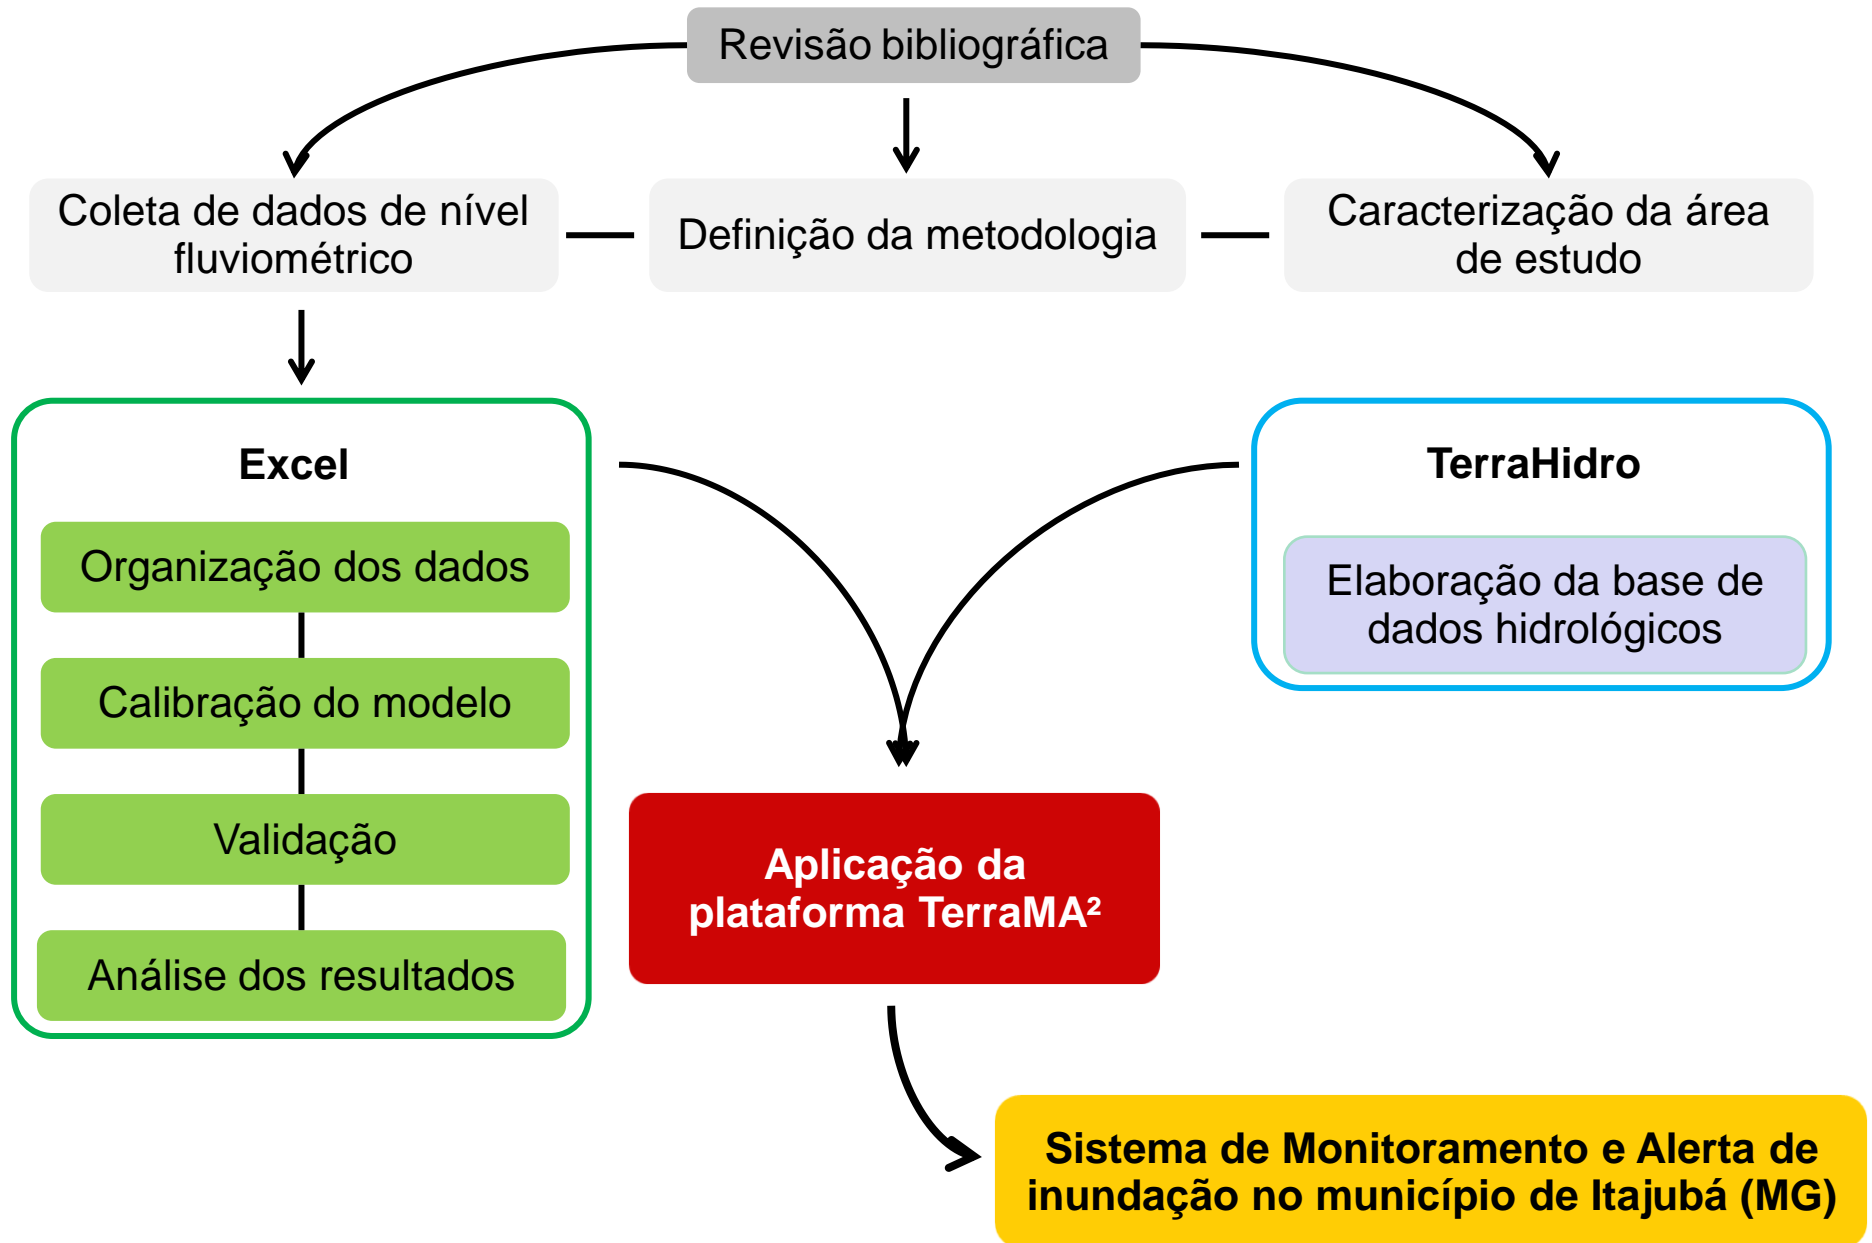 Revisão bibliográfica
Coleta de dados de nível
fluviométrico
Definição da metodologia
Caracterização da área
de estudo
Excel
Organização dos dados
Calibração do modelo
Validação
Análise dos resultados
TerraHidro
Elaboração da base de
dados hidrológicos
Aplicação da
plataforma TerraMA²
Sistema de Monitoramento e Alerta de
inundação no município de Itajubá (MG)